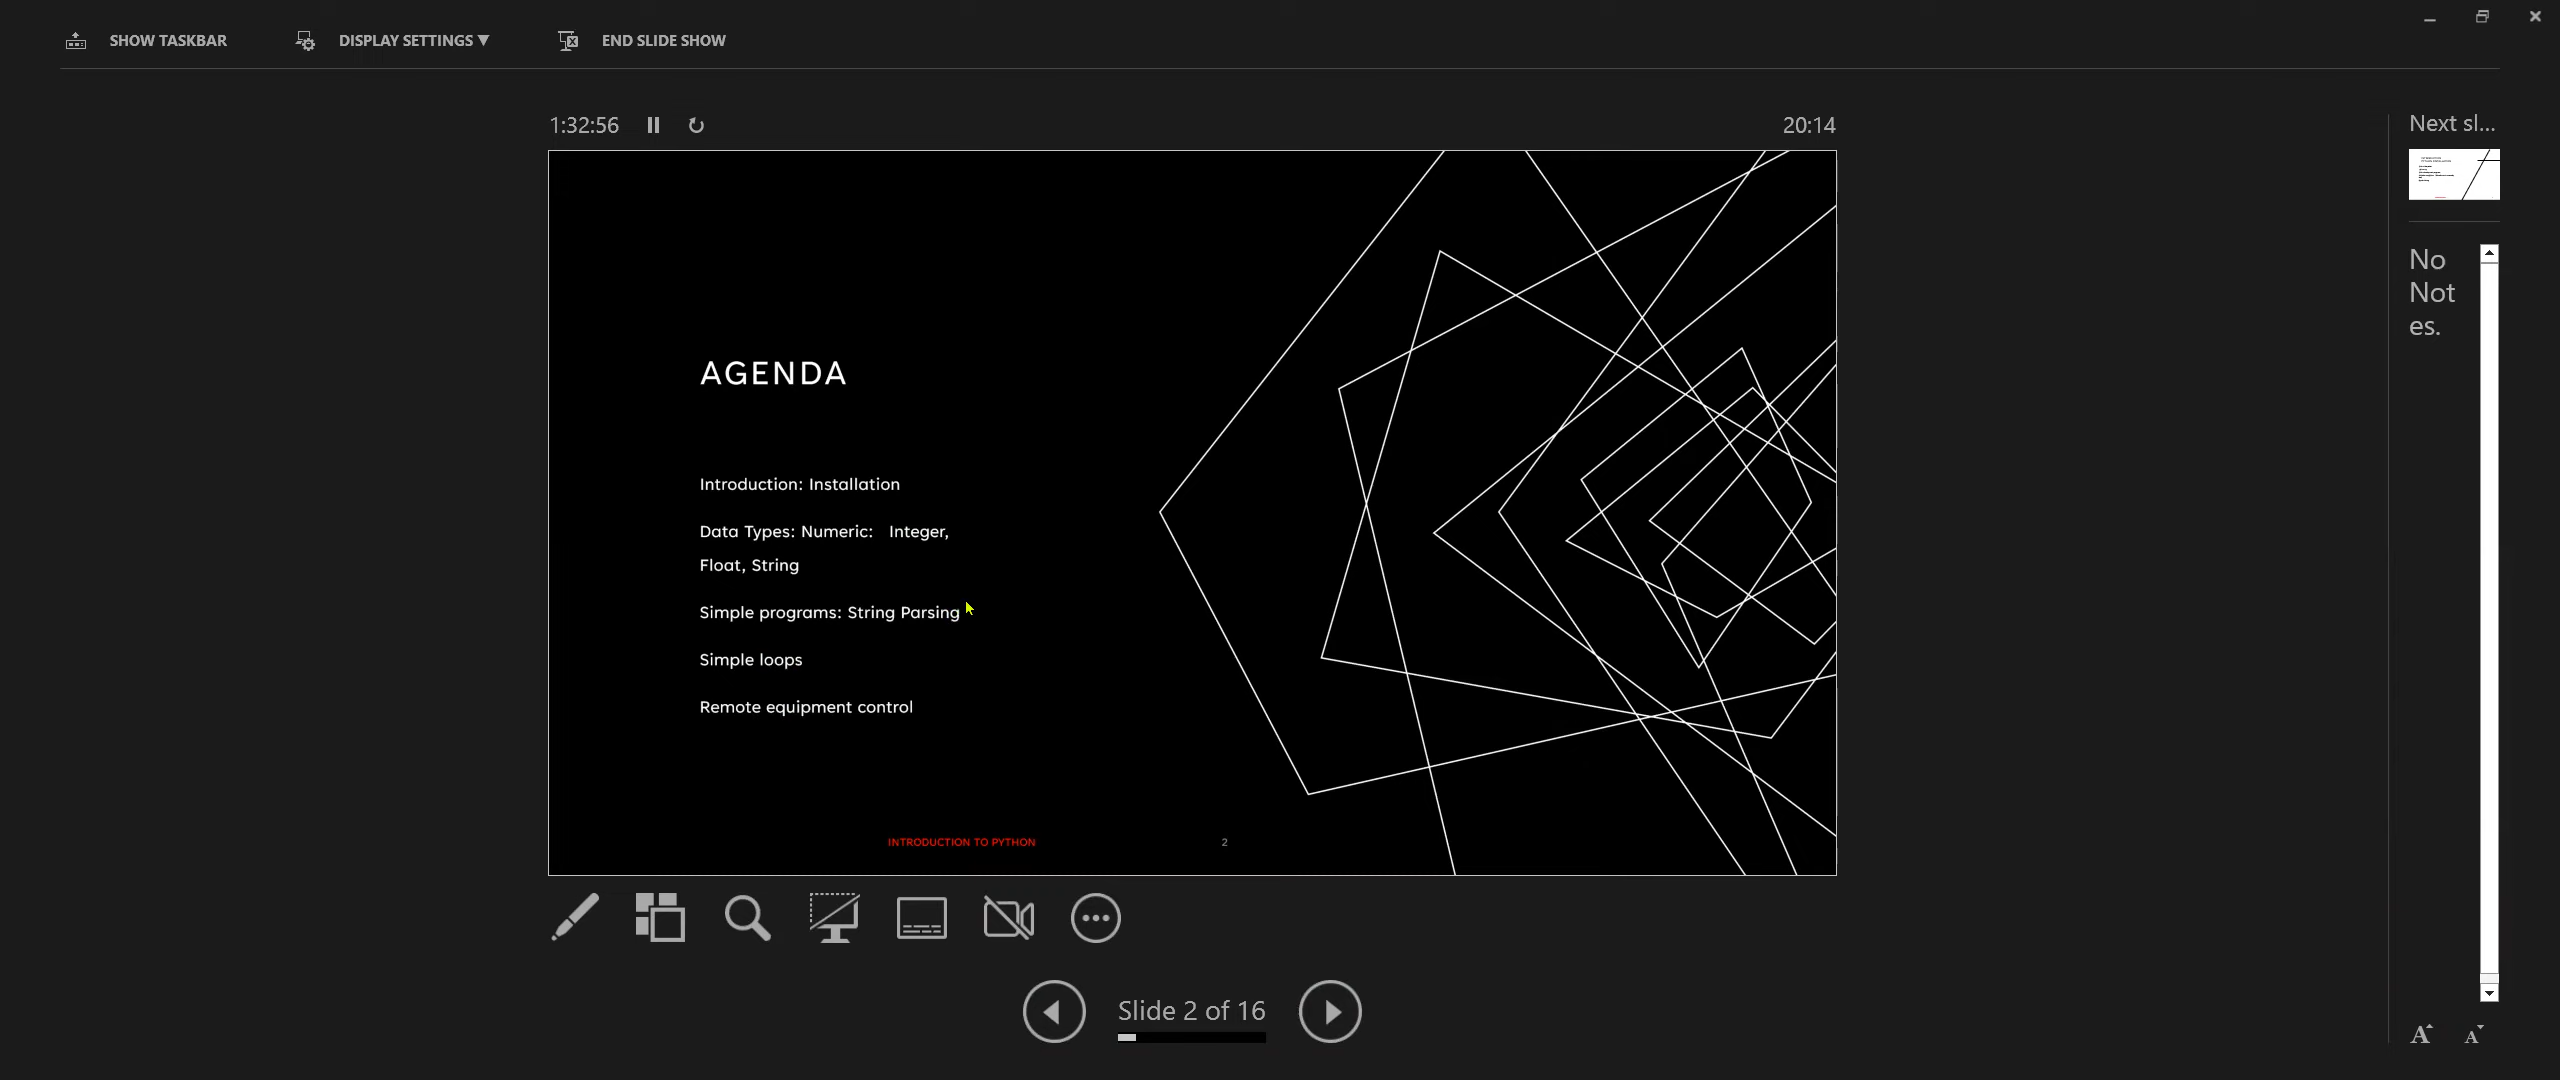 SHOW TASKBAR
DISPLAY SETTINGS ▼
END SLIDE SHOW
1:32:56
20:14
Next sl...
AGENDA
Introduction: Installation
Data Types: Numeric: Integer,
Float, String
Simple programs: String Parsing
Simple loops
Remote equipment control
INTRODUCTION TO PYTHON
2
No
Not
es.
Slide 2 of 16
A
A